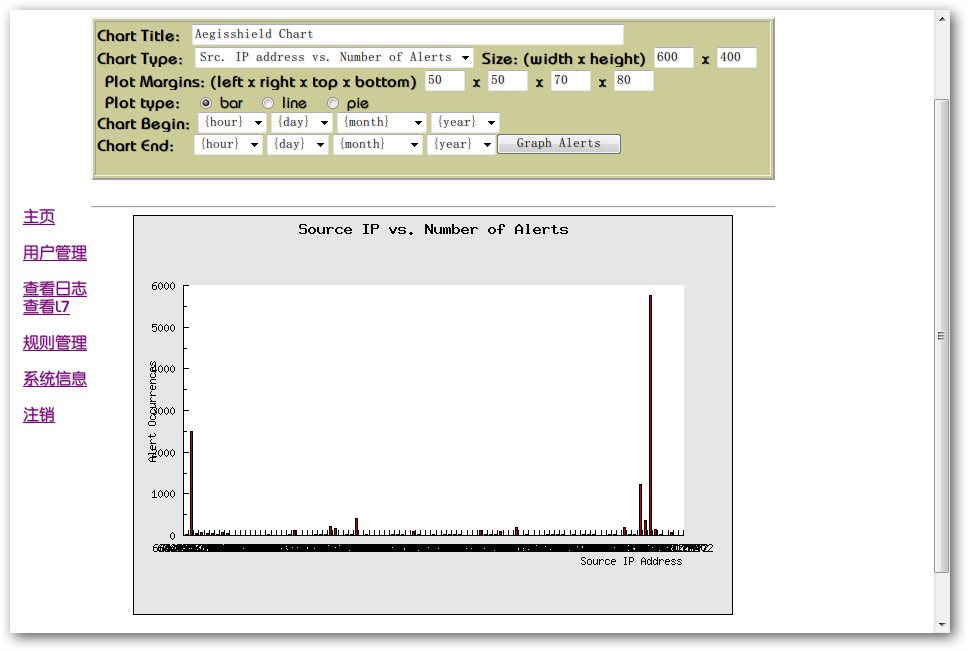 Chart Title: Aegisshield Chart
Chart Type: Src. IP address vs. Number of Alerts Size: (width x height) 600 x 400
Plot Margins: (left x right x top x bottom) 50 x 50 x 70 x 80
Plot type: bar line pie
Chart Begin: {hour} {day} {month} {year}
Chart End: {hour} {day} {month} {year} Graph Alerts
主页
用户管理
查看日志
查看l7
规则管理
系统信息
注销
Source IP vs. Number of Alerts
6000
5000
4000
3000
2000
1000
0
Alert Occurrences
Source IP Address